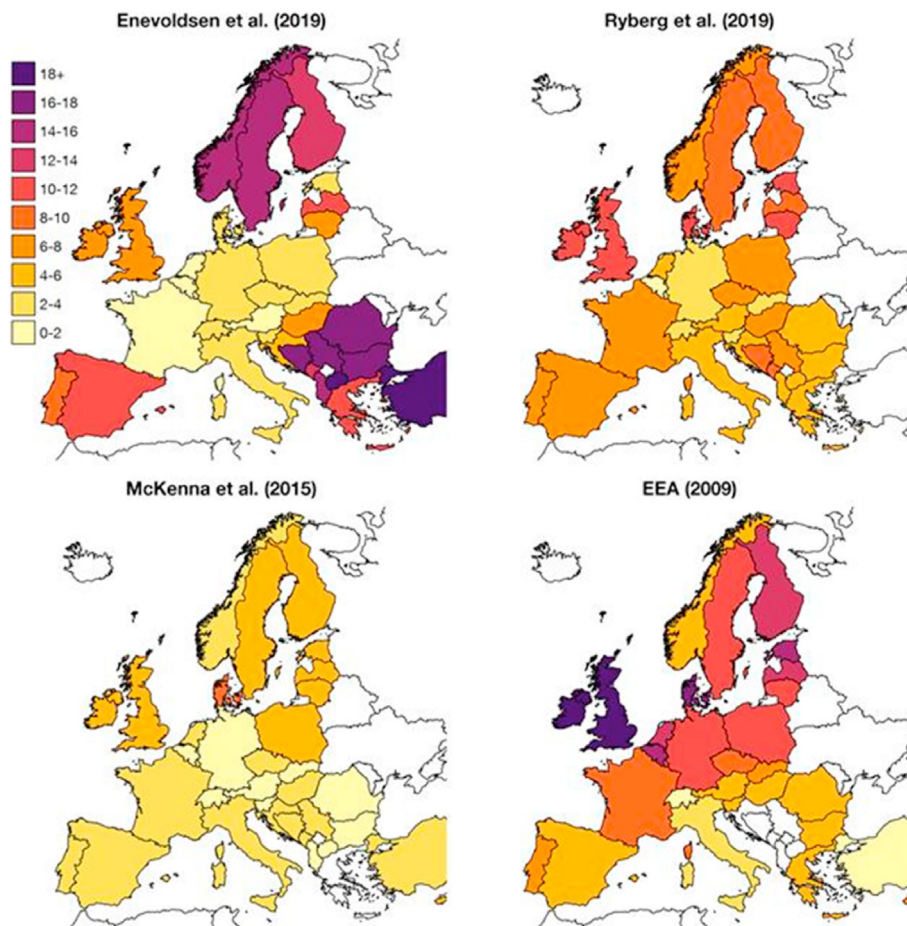 Enevoldsen et al. (2019)
Ryberg et al. (2019)
18+
16-18
14-16
12-14
10-12
8-10
6-8
4-6
2-4
0-2
McKenna et al. (2015)
EEA (2009)